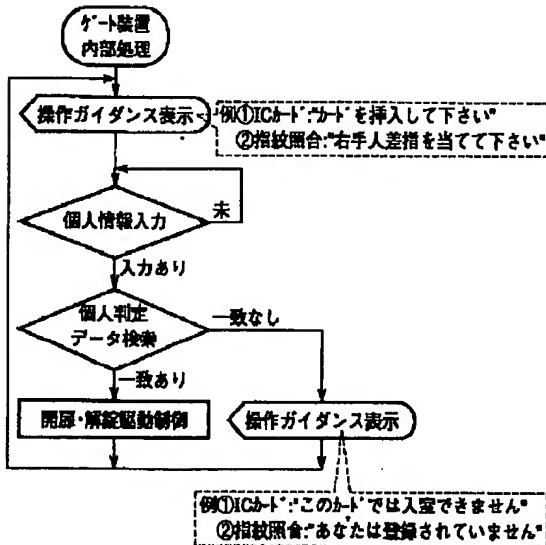 ゲート装置
内部処理
操作ガイダンス表示
例①ICカード:"カードを挿入して下さい"
②指紋照合:"右手人差指を当てて下さい"
個人情報入力
未
入力あり
個人判定
データ検索
一致なし
一致あり
開扉・解錠駆動制御
操作ガイダンス表示
例①ICカード:"このカードでは入室できません"
②指紋照合:"あなたは登録されていません"